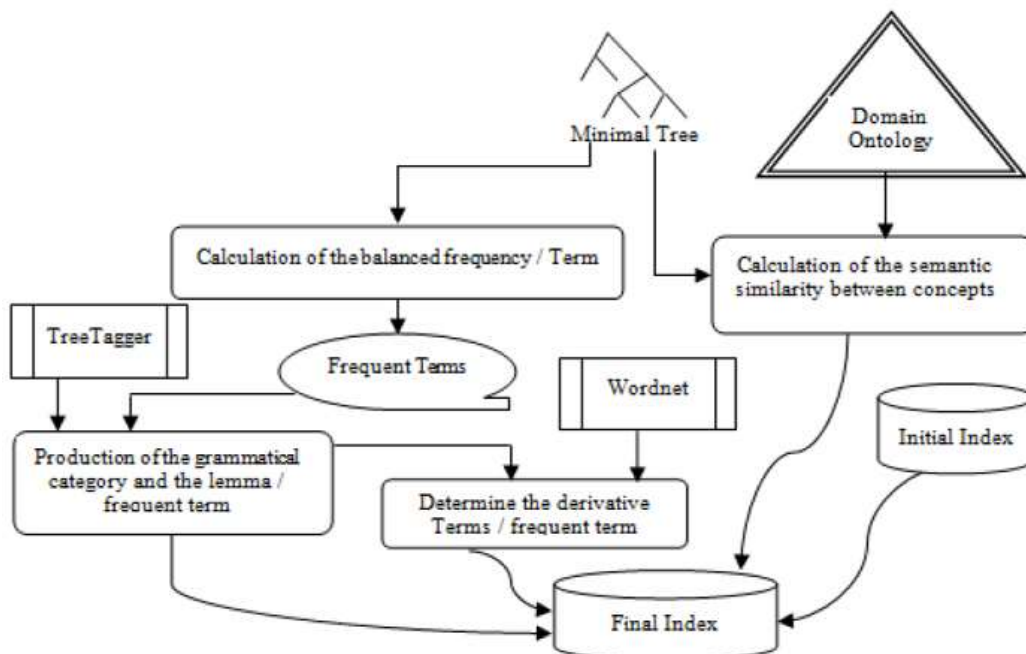 Minimal Tree
Domain
Ontology
Calculation of the balanced frequency / Term
Calculation of the semantic
similarity between concepts
TreeTagger
Frequent Terms
Wordnet
Initial Index
Production of the grammatical
category and the lemma /
frequent term
Determine the derivative
Terms / frequent term
Final Index